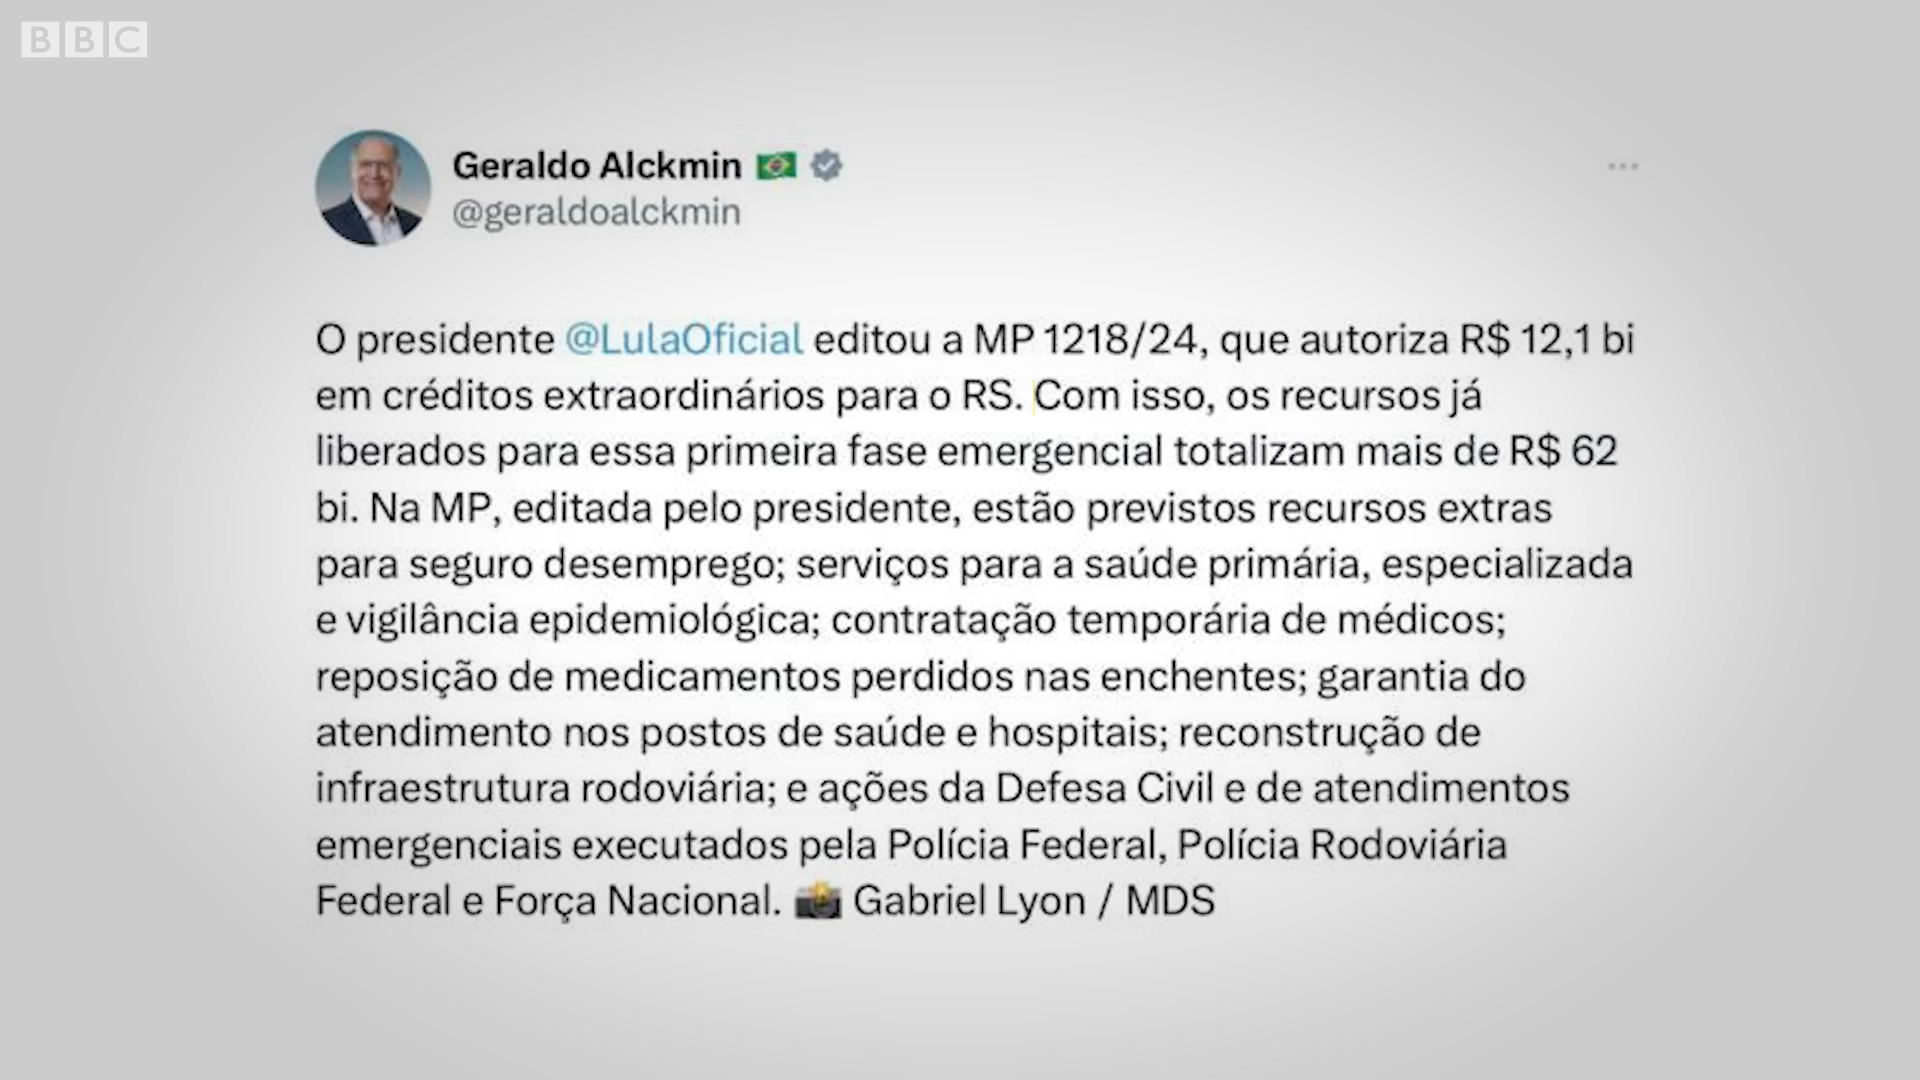 BBC
Geraldo Alckmin
@geraldoalckmin
O presidente @LulaOficial editou a MP 1218/24, que autoriza R$ 12,1 bi
em créditos extraordinários para o RS. Com isso, os recursos já
liberados para essa primeira fase emergencial totalizam mais de R$ 62
bi. Na MP, editada pelo presidente, estão previstos recursos extras
para seguro desemprego; serviços para a saúde primária, especializada
e vigilância epidemiológica; contratação temporária de médicos;
reposição de medicamentos perdidos nas enchentes; garantia do
atendimento nos postos de saúde e hospitais; reconstrução de
infraestrutura rodoviária; e ações da Defesa Civil e de atendimentos
emergenciais executados pela Polícia Federal, Polícia Rodoviária
Federal e Força Nacional. 📸 Gabriel Lyon / MDS